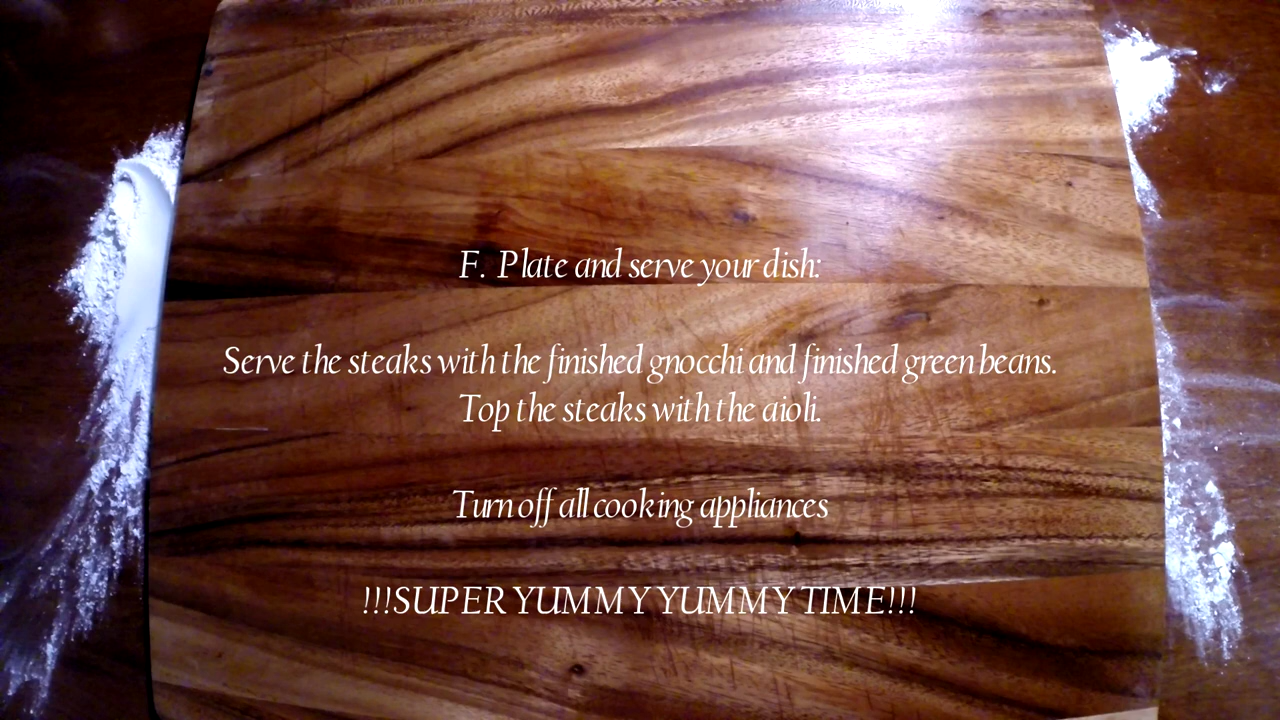 F. Plate and serve your dish:
Serve the steaks with the finished gnocchi and finished green beans.
Top the steaks with the aioli.
Turn off all cooking appliances
!!!SUPER YUMMY YUMMY TIME!!!